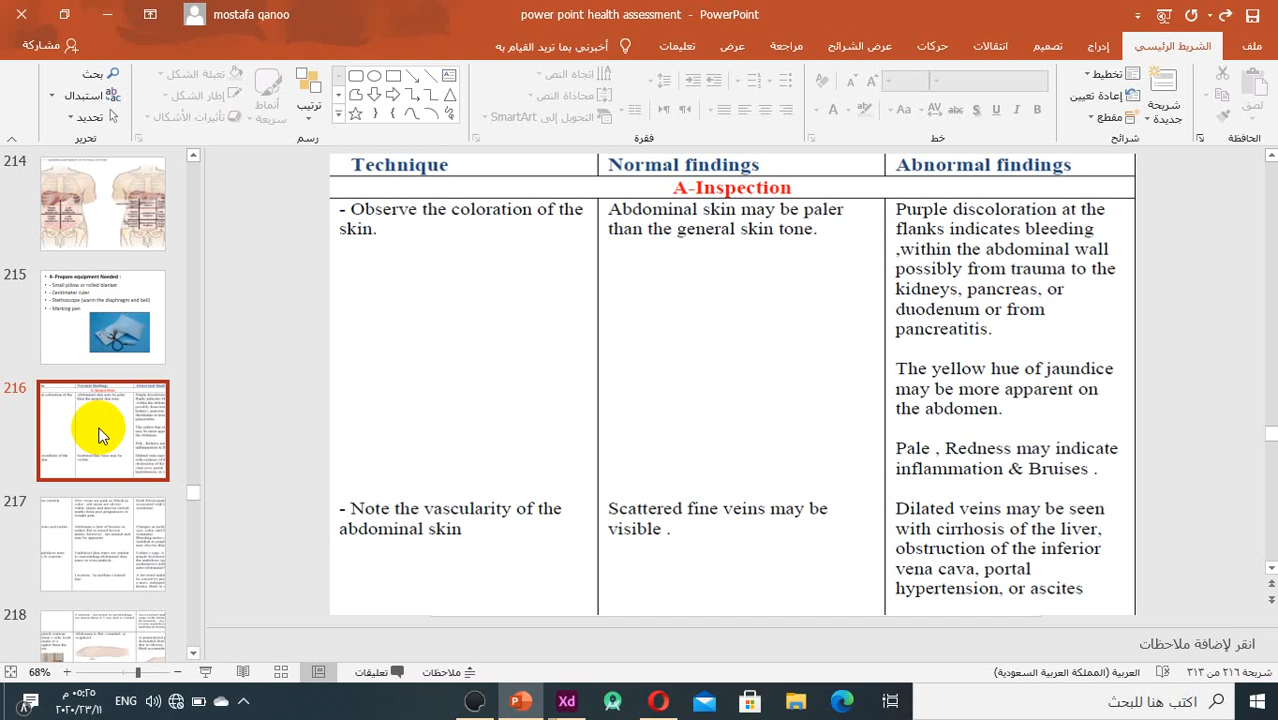 mostafa qanoo
power point health assessment - PowerPoint
ملف
الشريط الرئيسي
إدراج
تصميم
انتقالات
حركات
عرض الشرائح
مراجعة
عرض
تعليمات
أخبرني بما تريد القيام به
مشاركة
لصق
الحافظة
شريحة جديدة
تخطيط
إعادة تعيين
مقطع
شرائح
خط
اتجاه النص
محاذاة النص
التحويل إلى SmartArt
فقرة
ترتيب
أنماط سريعة
تعبئة الشكل
إطار الشكل
تأثيرات الأشكال
رسم
بحث
استبدال
تحديد
تحرير
214
215
4- Prepare equipment Needed :
- Small pillow or rolled blanket
- Centimeter ruler
- Stethoscope (warm the diaphragm and bell)
- Marking pen
216
217
218
Technique Normal findings Abnormal findings
A-Inspection
- Observe the coloration of the
skin.
Abdominal skin may be paler
than the general skin tone.
Purple discoloration at the
flanks indicates bleeding
,within the abdominal wall
possibly from trauma to the
kidneys, pancreas, or
duodenum or from
pancreatitis.
The yellow hue of jaundice
may be more apparent on
the abdomen.
Pale , Redness may indicate
inflammation & Bruises .
- Note the vascularity of the
abdominal skin
Scattered fine veins may be
visible .
Dilated veins may be seen
with cirrhosis of the liver,
obstruction of the inferior
vena cava, portal
hypertension, or ascites
انقر لإضافة ملاحظات
شريحة ٢١٦ من ٣١٣
العربية (المملكة العربية السعودية)
ملاحظات
تعليقات
68%
اكتب هنا للبحث
ENG
٠٥:٢٥ م
٢٠٢٠/٢٣/١١